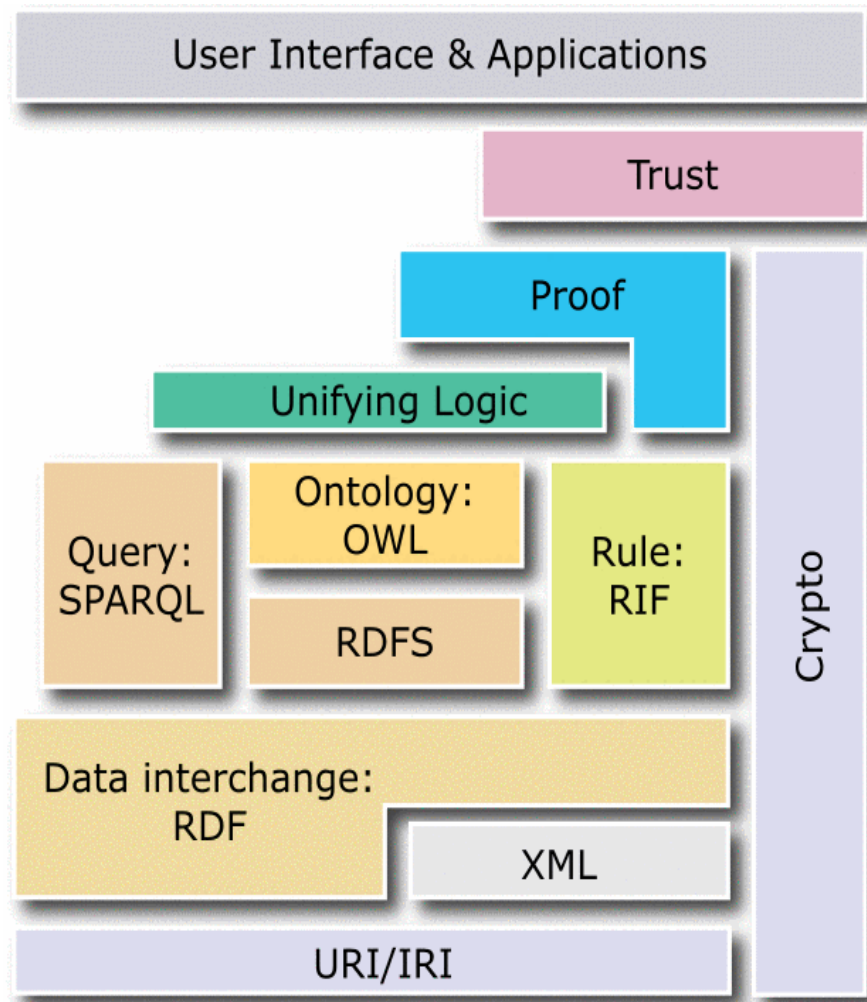 User Interface & Applications
Trust
Proof
Unifying Logic
Query:
SPARQL
Ontology:
OWL
RDFS
Rule:
RIF
Crypto
Data interchange:
RDF
XML
URI/IRI